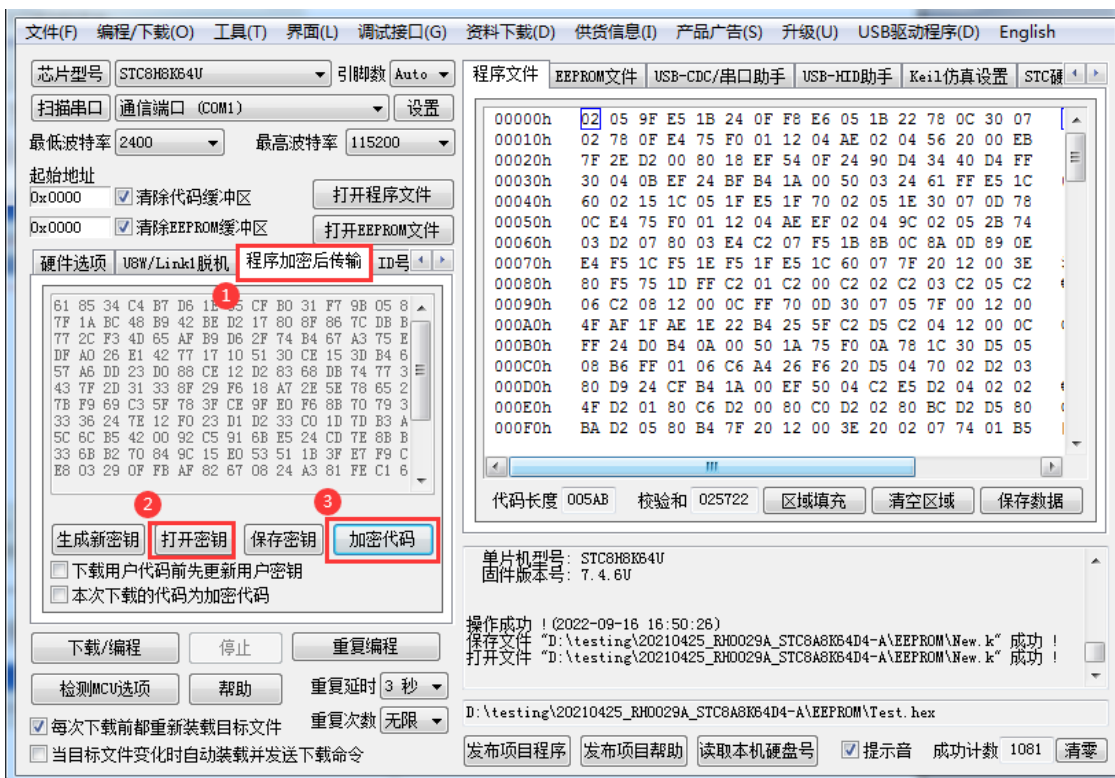 文件(F) 编程/下载(O) 工具(T) 界面(L) 调试接口(G) 资料下载(D) 供货信息(I) 产品广告(S) 升级(U) USB驱动程序(D) English
芯片型号 STC8H8K64U 引脚数 Auto
扫描串口 通信端口 (COM1) 设置
最低波特率 2400 最高波特率 115200
起始地址
0x0000 清除代码缓冲区 打开程序文件
0x0000 清除EEPROM缓冲区 打开EEPROM文件
硬件选项 U8W/Link1脱机 程序加密后传输 ID号
1
61 85 34 C4 B7 D6 CF B0 31 F7 9B 05 8
7F 1A BC 48 B9 42 BE D2 17 80 8F 86 7C DB B
77 2C F3 4D 65 AF B9 D6 2F 74 B4 67 A3 75 E
DF A0 26 E1 42 77 17 10 51 30 CE 15 3D B4 6
57 A6 DD 23 D0 88 CE 12 D2 83 68 DB 74 77 3
43 7F 2D 31 33 8F 29 F6 18 A7 2E 5E 78 65 2
7B F9 69 C3 5F 78 3F CE 9F E0 F6 8B 70 79 3
33 36 24 7E 12 F0 23 D1 D2 33 C0 1D 7D B3 A
5C 6C B5 42 00 92 C5 91 6B E5 24 CD 7E 8B B
33 6B B2 70 84 9C 15 E0 53 51 1B 3F E7 F9 C
E8 03 29 0F FB AF 82 67 08 24 A3 81 FE C1 6
2 3
生成新密钥 打开密钥 保存密钥 加密代码
下载用户代码前先更新用户密钥
本次下载的代码为加密代码
下载/编程 停止 重复编程
检测MCU选项 帮助 重复延时 3 秒
每次下载前都重新装载目标文件 重复次数 无限
当目标文件变化时自动装载并发送下载命令
程序文件 EEPROM文件 USB-CDC/串口助手 USB-HID助手 Keil仿真设置 STC硬
00000h 02 05 9F E5 1B 24 0F F8 E6 05 1B 22 78 0C 30 07
00010h 02 78 0F E4 75 F0 01 12 04 AE 02 04 56 20 00 EB
00020h 7F 2E D2 00 80 18 EF 54 0F 24 90 D4 34 40 D4 FF
00030h 30 04 0B EF 24 BF B4 1A 00 50 03 24 61 FF E5 1C
00040h 60 02 15 1C 05 1F E5 1F 70 02 05 1E 30 07 0D 78
00050h 0C E4 75 F0 01 12 04 AE EF 02 04 9C 02 05 2B 74
00060h 03 D2 07 80 03 E4 C2 07 F5 1B 8B 0C 8A 0D 89 0E
00070h E4 F5 1C F5 1E F5 1F E5 1C 60 07 7F 20 12 00 3E
00080h 80 F5 75 1D FF C2 01 C2 00 C2 02 C2 03 C2 05 C2
00090h 06 C2 08 12 00 0C FF 70 0D 30 07 05 7F 00 12 00
000A0h 4F AF 1F AE 1E 22 B4 25 5F C2 D5 C2 04 12 00 0C
000B0h FF 24 D0 B4 0A 00 50 1A 75 F0 0A 78 1C 30 D5 05
000C0h 08 B6 FF 01 06 C6 A4 26 F6 20 D5 04 70 02 D2 03
000D0h 80 D9 24 CF B4 1A 00 EF 50 04 C2 E5 D2 04 02 02
000E0h 4F D2 01 80 C6 D2 00 80 C0 D2 02 80 BC D2 D5 80
000F0h BA D2 05 80 B4 7F 20 12 00 3E 20 02 07 74 01 B5
代码长度 005AB 校验和 025722 区域填充 清空区域 保存数据
单片机型号: STC8H8K64U
固件版本号: 7.4.6U
操作成功 !(2022-09-16 16:50:26)
保存文件 “D:\testing\20210425_RH0029A_STC8A8K64D4-A\EEPROM\New.k” 成功 !
打开文件 “D:\testing\20210425_RH0029A_STC8A8K64D4-A\EEPROM\New.k” 成功 !
D:\testing\20210425_RH0029A_STC8A8K64D4-A\EEPROM\Test.hex
发布项目程序 发布项目帮助 读取本机硬盘号 提示音 成功计数 1081 清零